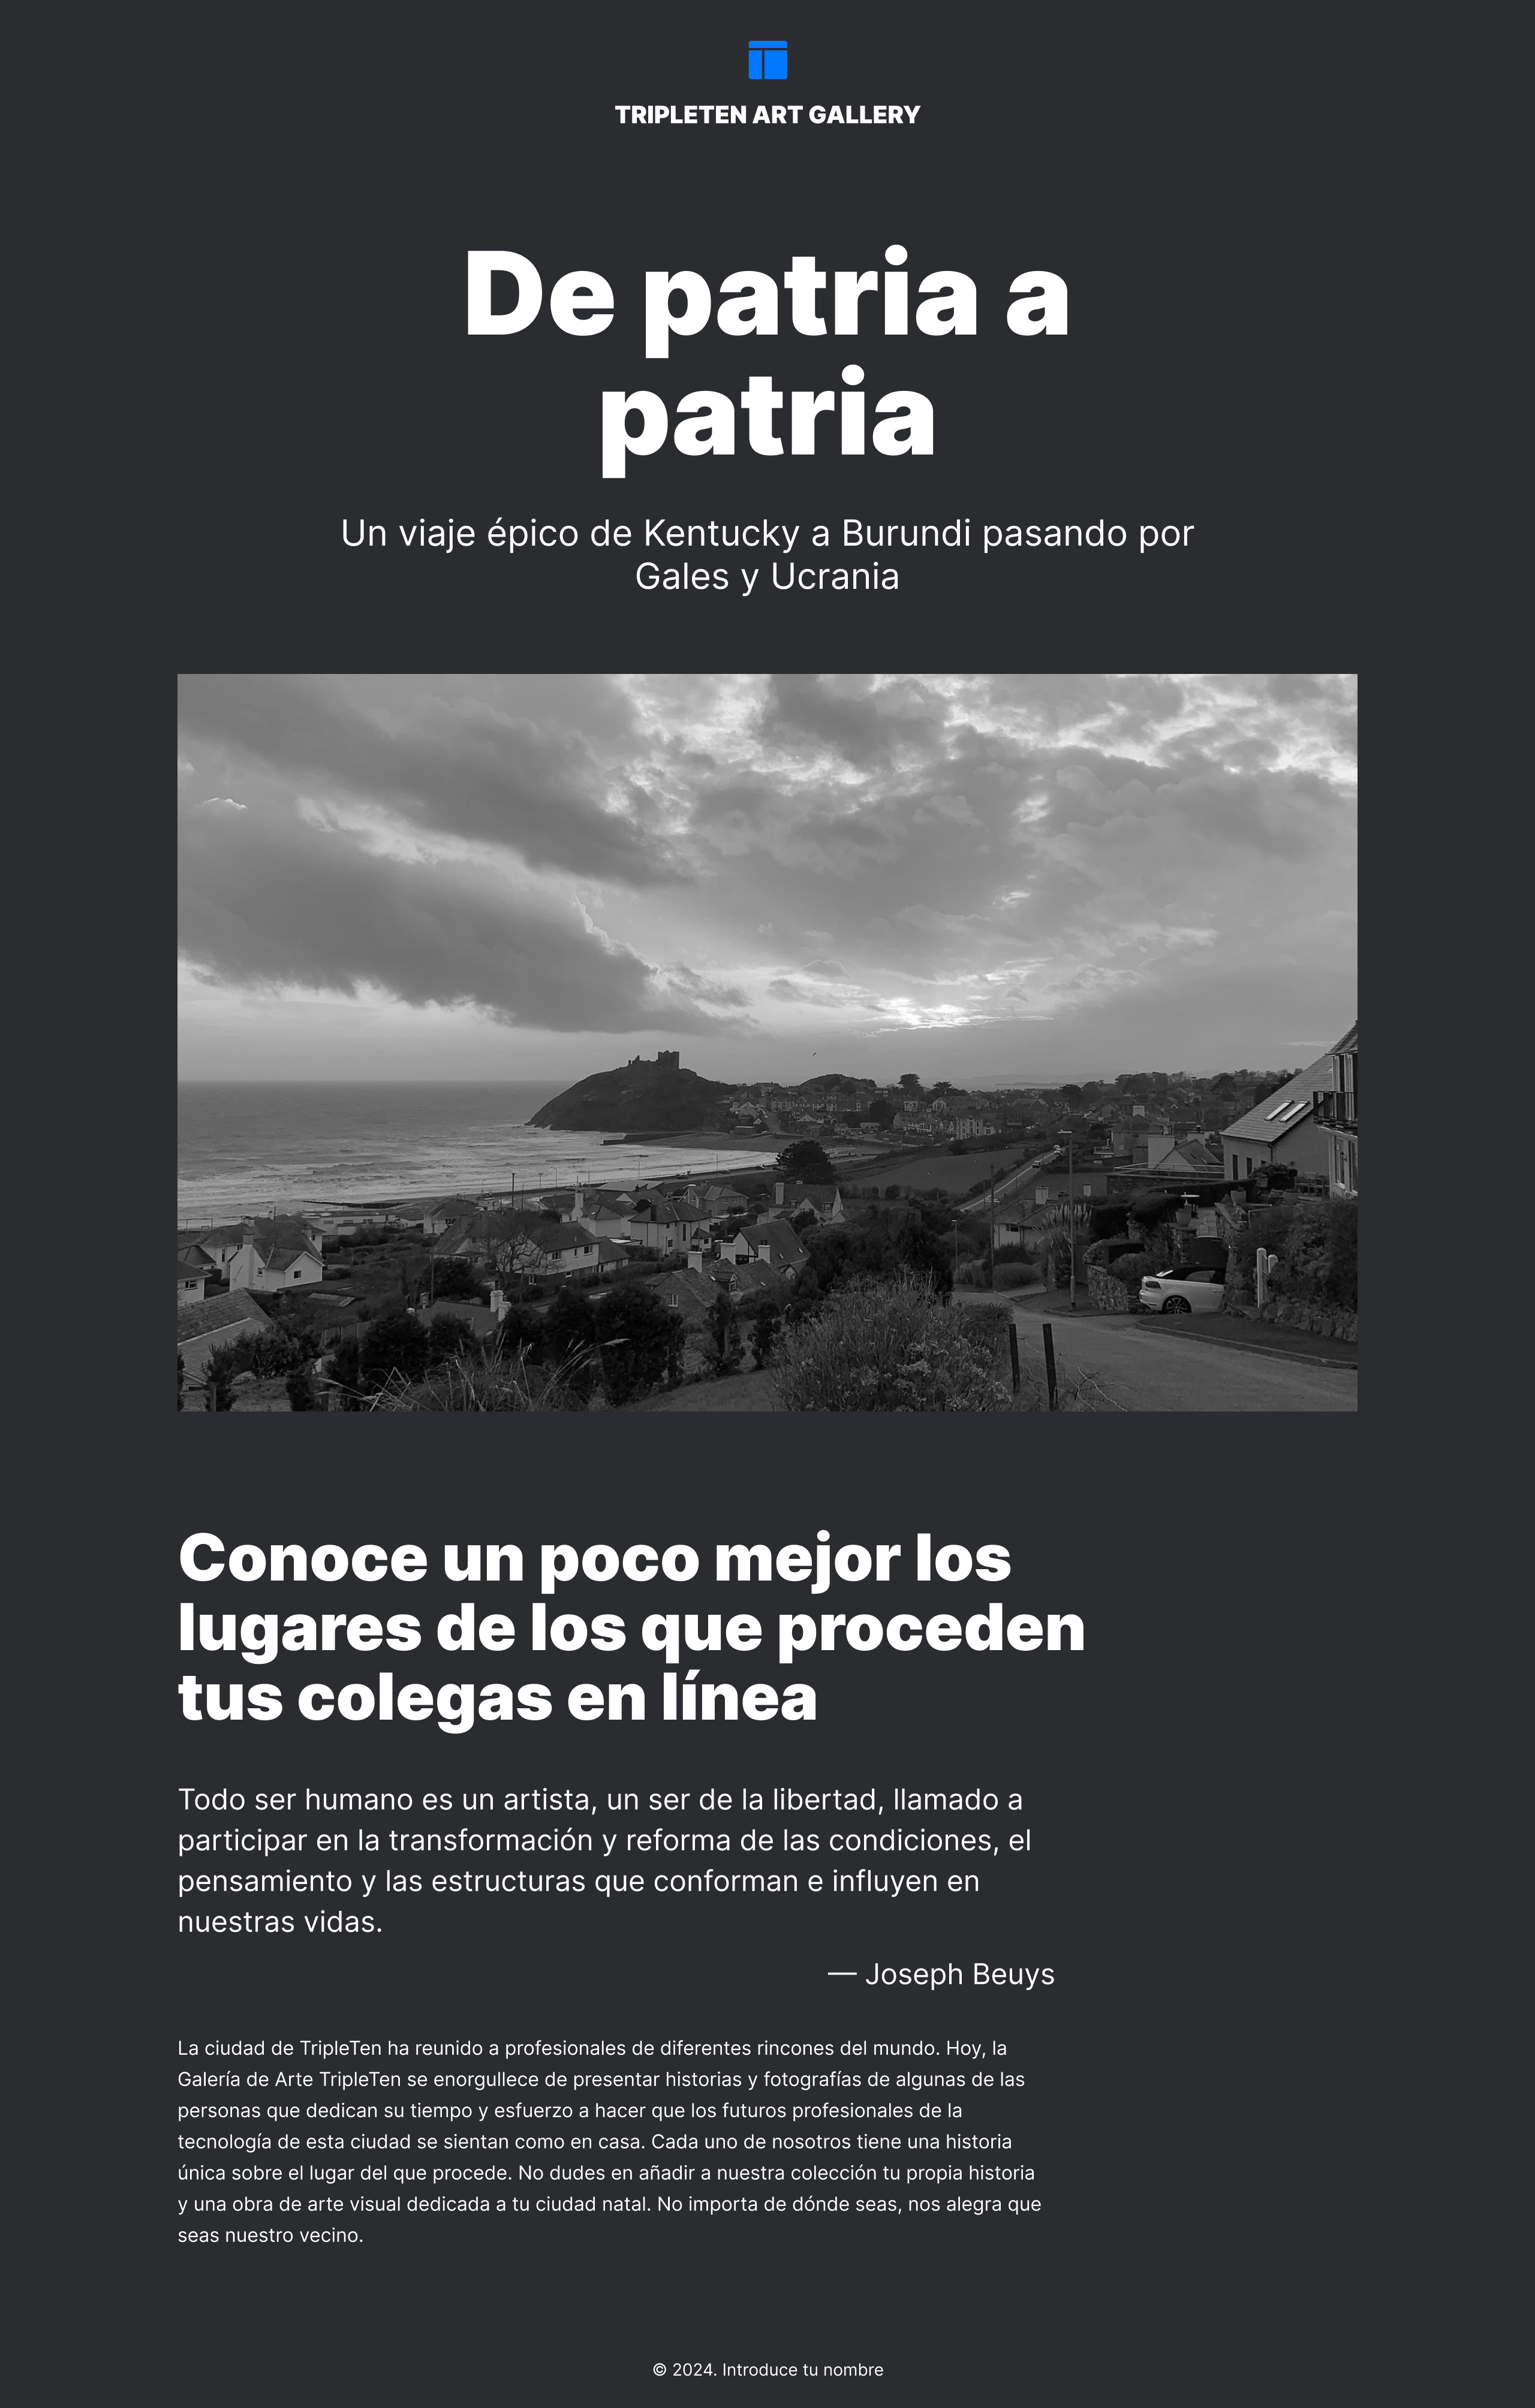 TRIPLETEN ART GALLERY
De patria a
patria
Un viaje épico de Kentucky a Burundi pasando por
Gales y Ucrania
Conoce un poco mejor los
lugares de los que proceden
tus colegas en línea
Todo ser humano es un artista, un ser de la libertad, llamado a
participar en la transformación y reforma de las condiciones, el
pensamiento y las estructuras que conforman e influyen en
nuestras vidas.
— Joseph Beuys
La ciudad de TripleTen ha reunido a profesionales de diferentes rincones del mundo. Hoy, la
Galería de Arte TripleTen se enorgullece de presentar historias y fotografías de algunas de las
personas que dedican su tiempo y esfuerzo a hacer que los futuros profesionales de la
tecnología de esta ciudad se sientan como en casa. Cada uno de nosotros tiene una historia
única sobre el lugar del que procede. No dudes en añadir a nuestra colección tu propia historia
y una obra de arte visual dedicada a tu ciudad natal. No importa de dónde seas, nos alegra que
seas nuestro vecino.
© 2024. Introduce tu nombre